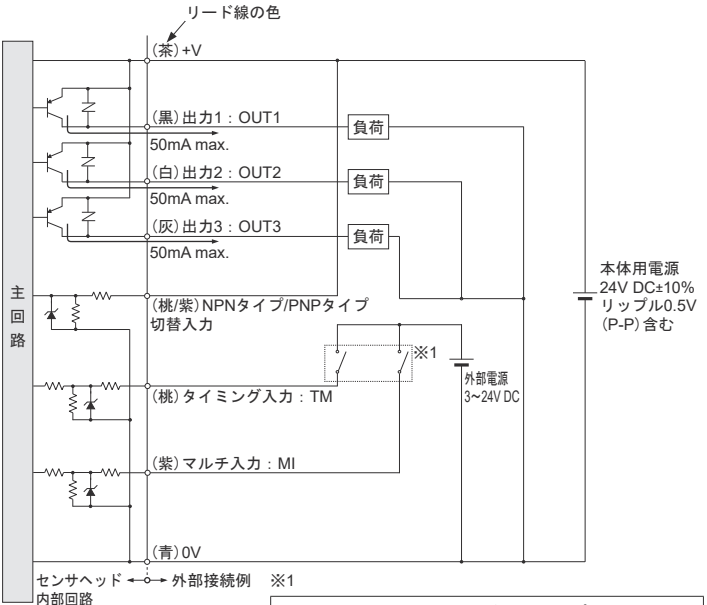 リード線の色
(茶)+V
(黒)出力1：OUT1
負荷
50mA max.
(白)出力2：OUT2
負荷
50mA max.
(灰)出力3：OUT3
負荷
50mA max.
主回路
本体用電源
24V DC±10%
リップル0.5V
(P-P)含む
(桃/紫)NPNタイプ/PNPタイプ
切替入力
※1
外部電源
3～24V DC
(桃)タイミング入力：TM
(紫)マルチ入力：MI
(青)0V
センサヘッド
内部回路
外部接続例
※1